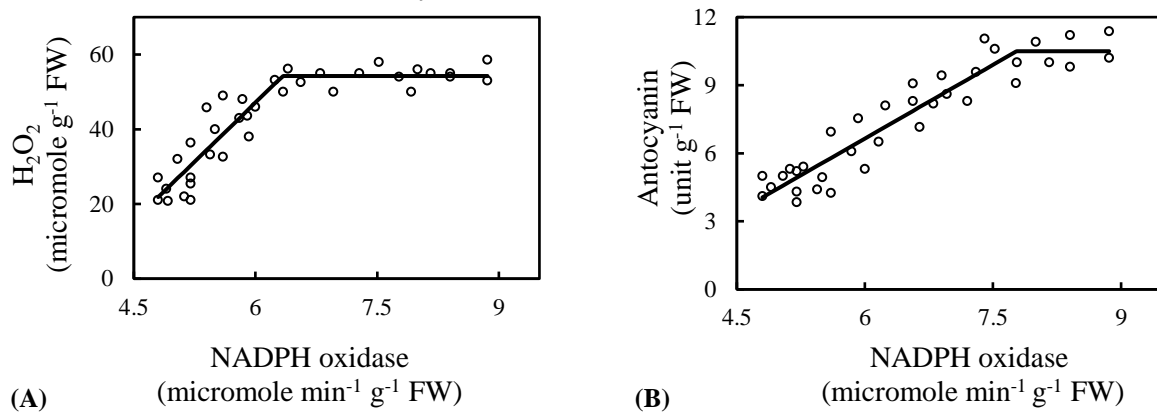 H₂O₂
(micromole g⁻¹ FW)
60
40
20
0
4.5 6 7.5 9
NADPH oxidase
(micromole min⁻¹ g⁻¹ FW)
(A)
Antocyanin
(unit g⁻¹ FW)
12
9
6
3
0
4.5 6 7.5 9
NADPH oxidase
(micromole min⁻¹ g⁻¹ FW)
(B)